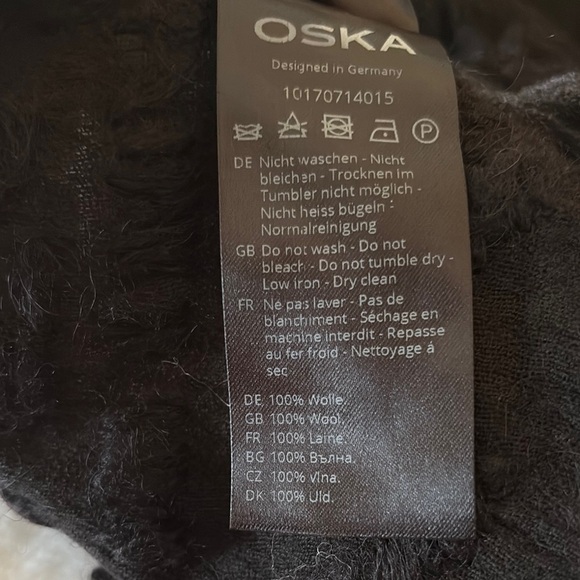 OSKA
Designed in Germany
10170714015
P
DE Nicht waschen - Nicht
bleichen - Trocknen im
Tumbler nicht möglich -
Nicht heiss bügeln -
Normalreinigung
GB Do not wash - Do not
bleach - Do not tumble dry -
Low iron - Dry clean
FR Ne pas laver - Pas de
blanchiment - Séchage en
machine interdit - Repasse
au fer froid - Nettoyage á
sec
DE 100% Wolle.
GB 100% Wool.
FR 100% Laine.
BG 100% Вълна.
CZ 100% vlna.
DK 100% Uld.